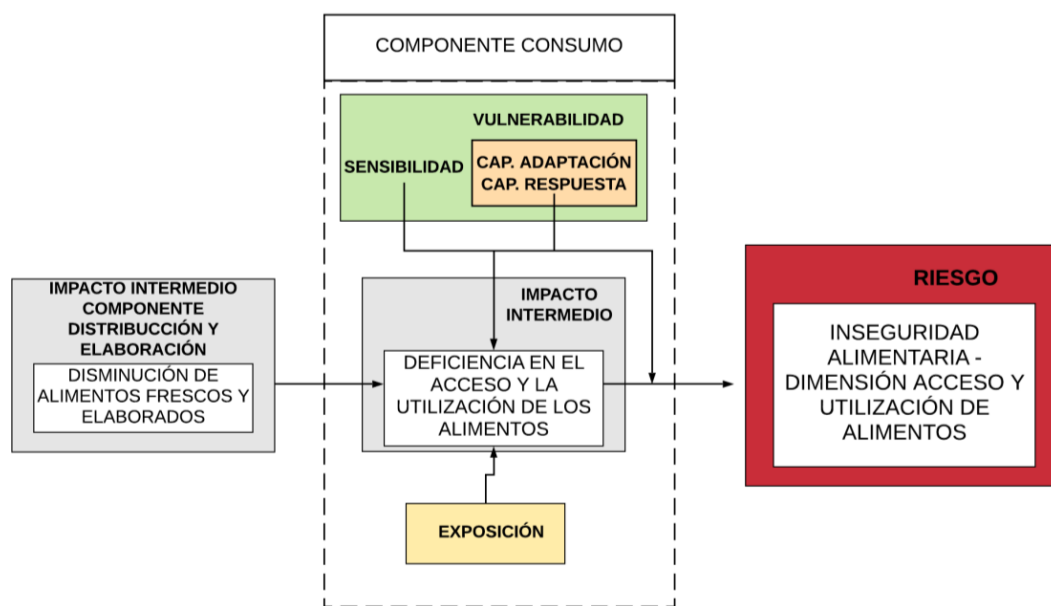 COMPONENTE CONSUMO
VULNERABILIDAD
SENSIBILIDAD
CAP. ADAPTACIÓN
CAP. RESPUESTA
IMPACTO INTERMEDIO
COMPONENTE
DISTRIBUCCIÓN Y
ELABORACIÓN
DISMINUCIÓN DE
ALIMENTOS FRESCOS Y
ELABORADOS
IMPACTO
INTERMEDIO
DEFICIENCIA EN EL
ACCESO Y LA
UTILIZACIÓN DE LOS
ALIMENTOS
EXPOSICIÓN
RIESGO
INSEGURIDAD
ALIMENTARIA -
DIMENSIÓN ACCESO Y
UTILIZACIÓN DE
ALIMENTOS